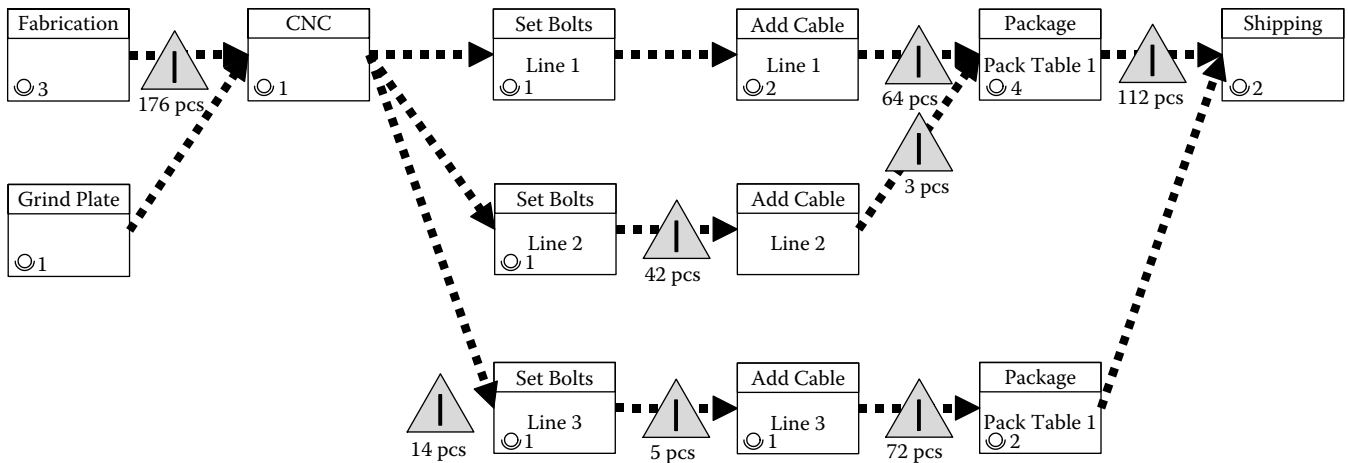 Fabrication
3
176 pcs
CNC
1
Set Bolts
Line 1
1
Add Cable
Line 1
2
64 pcs
Package
Pack Table 1
4
112 pcs
Shipping
2
Grind Plate
1
Set Bolts
Line 2
1
42 pcs
Add Cable
Line 2
3 pcs
14 pcs
Set Bolts
Line 3
1
5 pcs
Add Cable
Line 3
1
72 pcs
Package
Pack Table 1
2